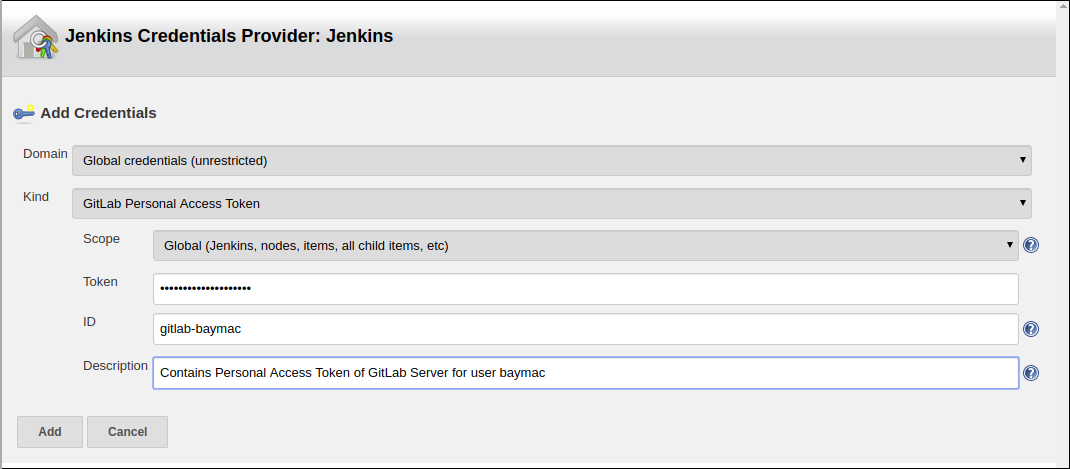 Jenkins Credentials Provider: Jenkins
Add Credentials
Domain Global credentials (unrestricted)
Kind GitLab Personal Access Token
Scope Global (Jenkins, nodes, items, all child items, etc)
Token ••••••••••••••••••••
ID gitlab-baymac
Description Contains Personal Access Token of GitLab Server for user baymac
Add Cancel